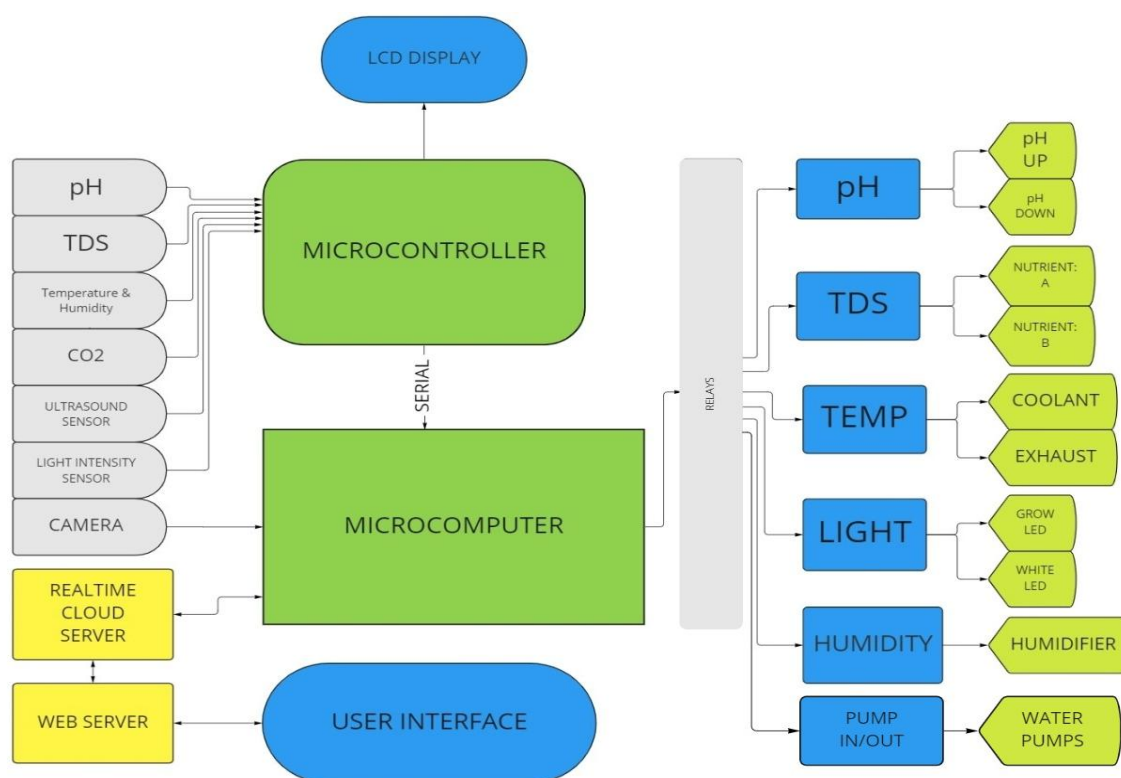 LCD DISPLAY
pH
TDS
Temperature &
Humidity
CO2
ULTRASOUND
SENSOR
LIGHT INTENSITY
SENSOR
CAMERA
REALTIME
CLOUD
SERVER
WEB SERVER
MICROCONTROLLER
SERIAL
MICROCOMPUTER
USER INTERFACE
RELAYS
pH
TDS
TEMP
LIGHT
HUMIDITY
PUMP
IN/OUT
pH
UP
pH
DOWN
NUTRIENT:
A
NUTRIENT:
B
COOLANT
EXHAUST
GROW
LED
WHITE
LED
HUMIDIFIER
WATER
PUMPS